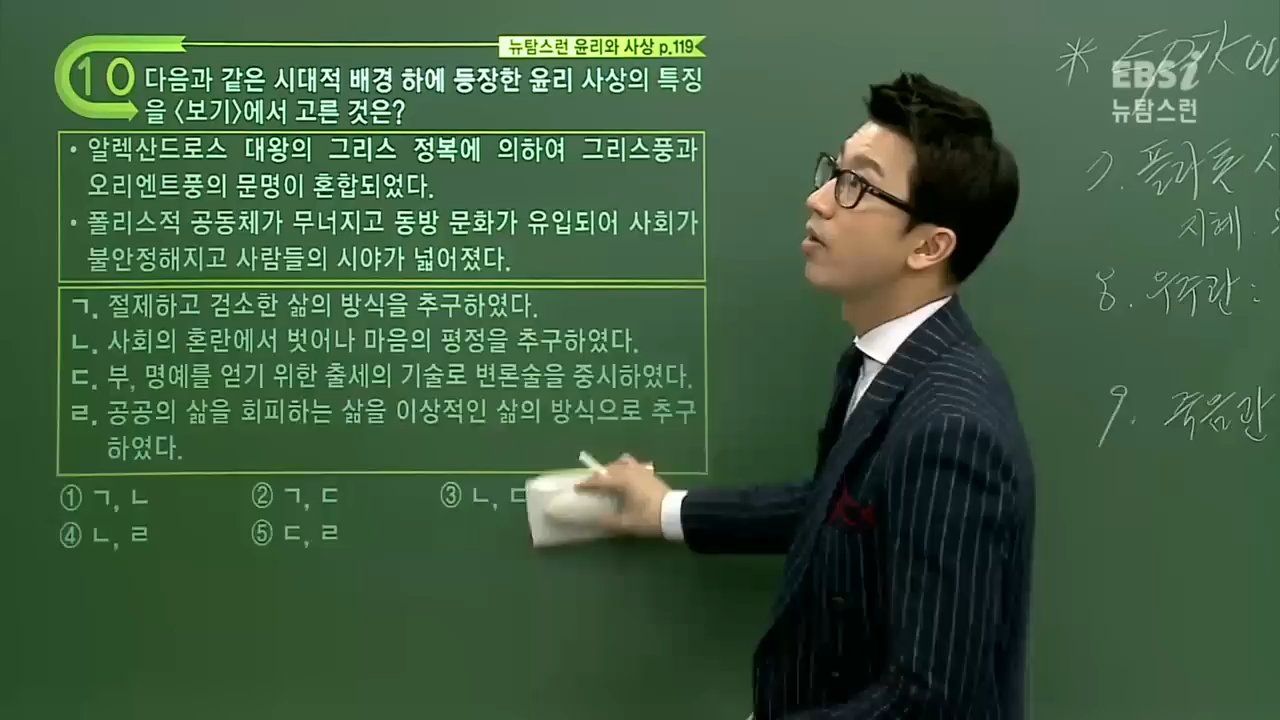 뉴탐스런 윤리와 사상 p.119
10 다음과 같은 시대적 배경 하에 등장한 윤리 사상의 특징
을 〈보기〉에서 고른 것은?
• 알렉산드로스 대왕의 그리스 정복에 의하여 그리스풍과
오리엔트풍의 문명이 혼합되었다.
• 폴리스적 공동체가 무너지고 동방 문화가 유입되어 사회가
불안정해지고 사람들의 시야가 넓어졌다.
ㄱ. 절제하고 검소한 삶의 방식을 추구하였다.
ㄴ. 사회의 혼란에서 벗어나 마음의 평정을 추구하였다.
ㄷ. 부, 명예를 얻기 위한 출세의 기술로 변론술을 중시하였다.
ㄹ. 공공의 삶을 회피하는 삶을 이상적인 삶의 방식으로 추구
하였다.
① ㄱ, ㄴ ② ㄱ, ㄷ ③ ㄴ, ㄷ
④ ㄴ, ㄹ ⑤ ㄷ, ㄹ
EBSi
뉴탐스런
7. 플라톤
지혜.
8. 우주관:
9. 죽음관